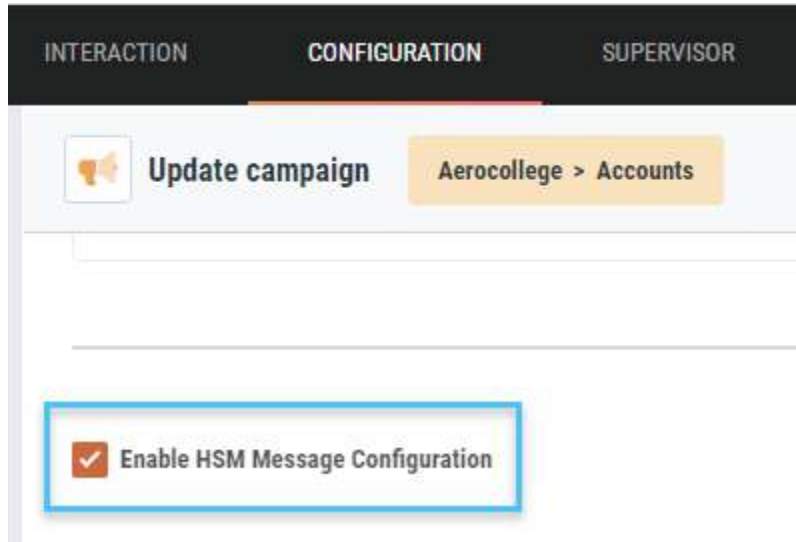 INTERACTION CONFIGURATION SUPERVISOR
Update campaign Aerocollege > Accounts
Enable HSM Message Configuration